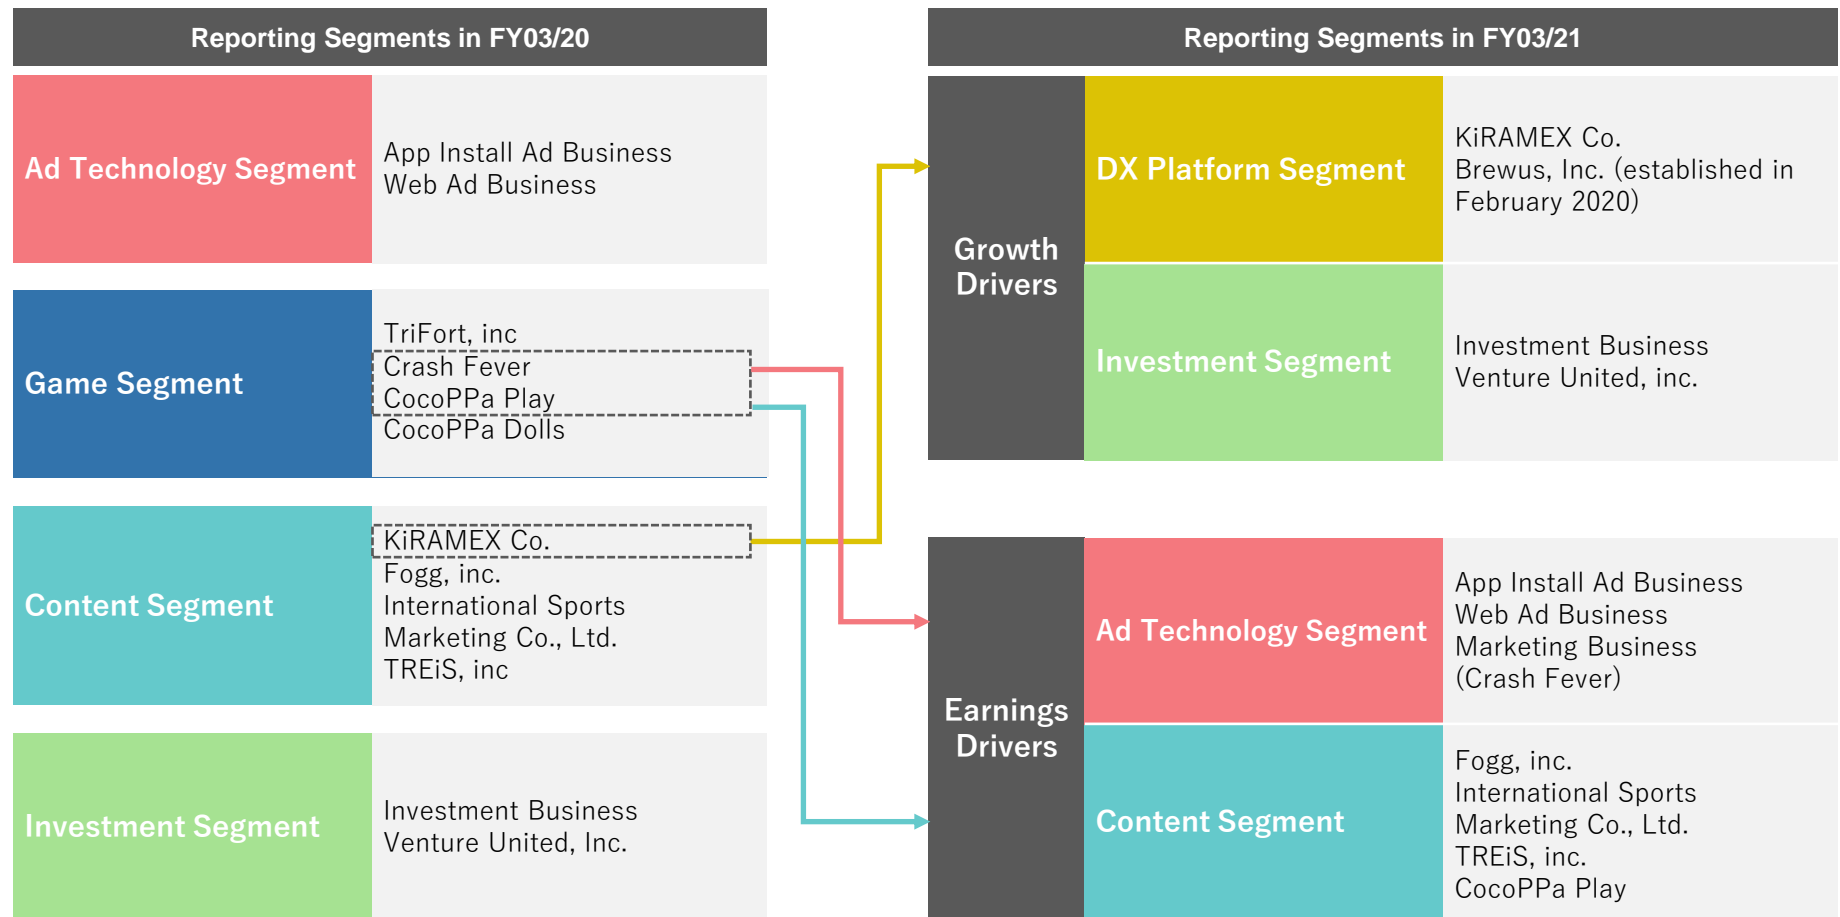 Reporting Segments in FY03/20
Ad Technology Segment
App Install Ad Business
Web Ad Business
Game Segment
TriFort, inc
Crash Fever
CocoPPa Play
CocoPPa Dolls
Content Segment
KiRAMEX Co.
Fogg, inc.
International Sports
Marketing Co., Ltd.
TREiS, inc
Investment Segment
Investment Business
Venture United, Inc.
Reporting Segments in FY03/21
Growth
Drivers
DX Platform Segment
KiRAMEX Co.
Brewus, Inc. (established in
February 2020)
Investment Segment
Investment Business
Venture United, inc.
Earnings
Drivers
Ad Technology Segment
App Install Ad Business
Web Ad Business
Marketing Business
(Crash Fever)
Content Segment
Fogg, inc.
International Sports
Marketing Co., Ltd.
TREiS, inc.
CocoPPa Play